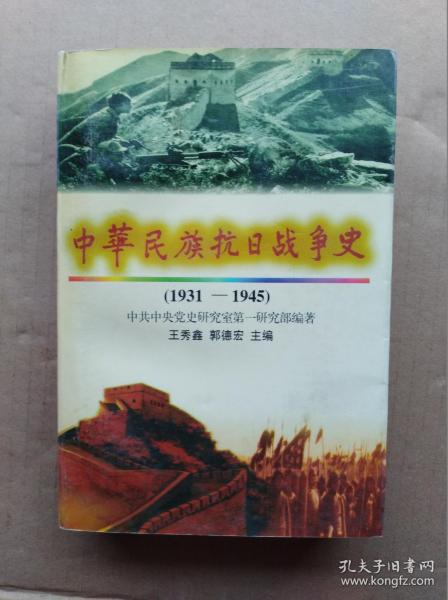 中華民族抗日战争史
(1931 — 1945)
中共中央党史研究室第一研究部编著
王秀鑫 郭德宏 主编
孔夫子旧书网
www.kongfz.com